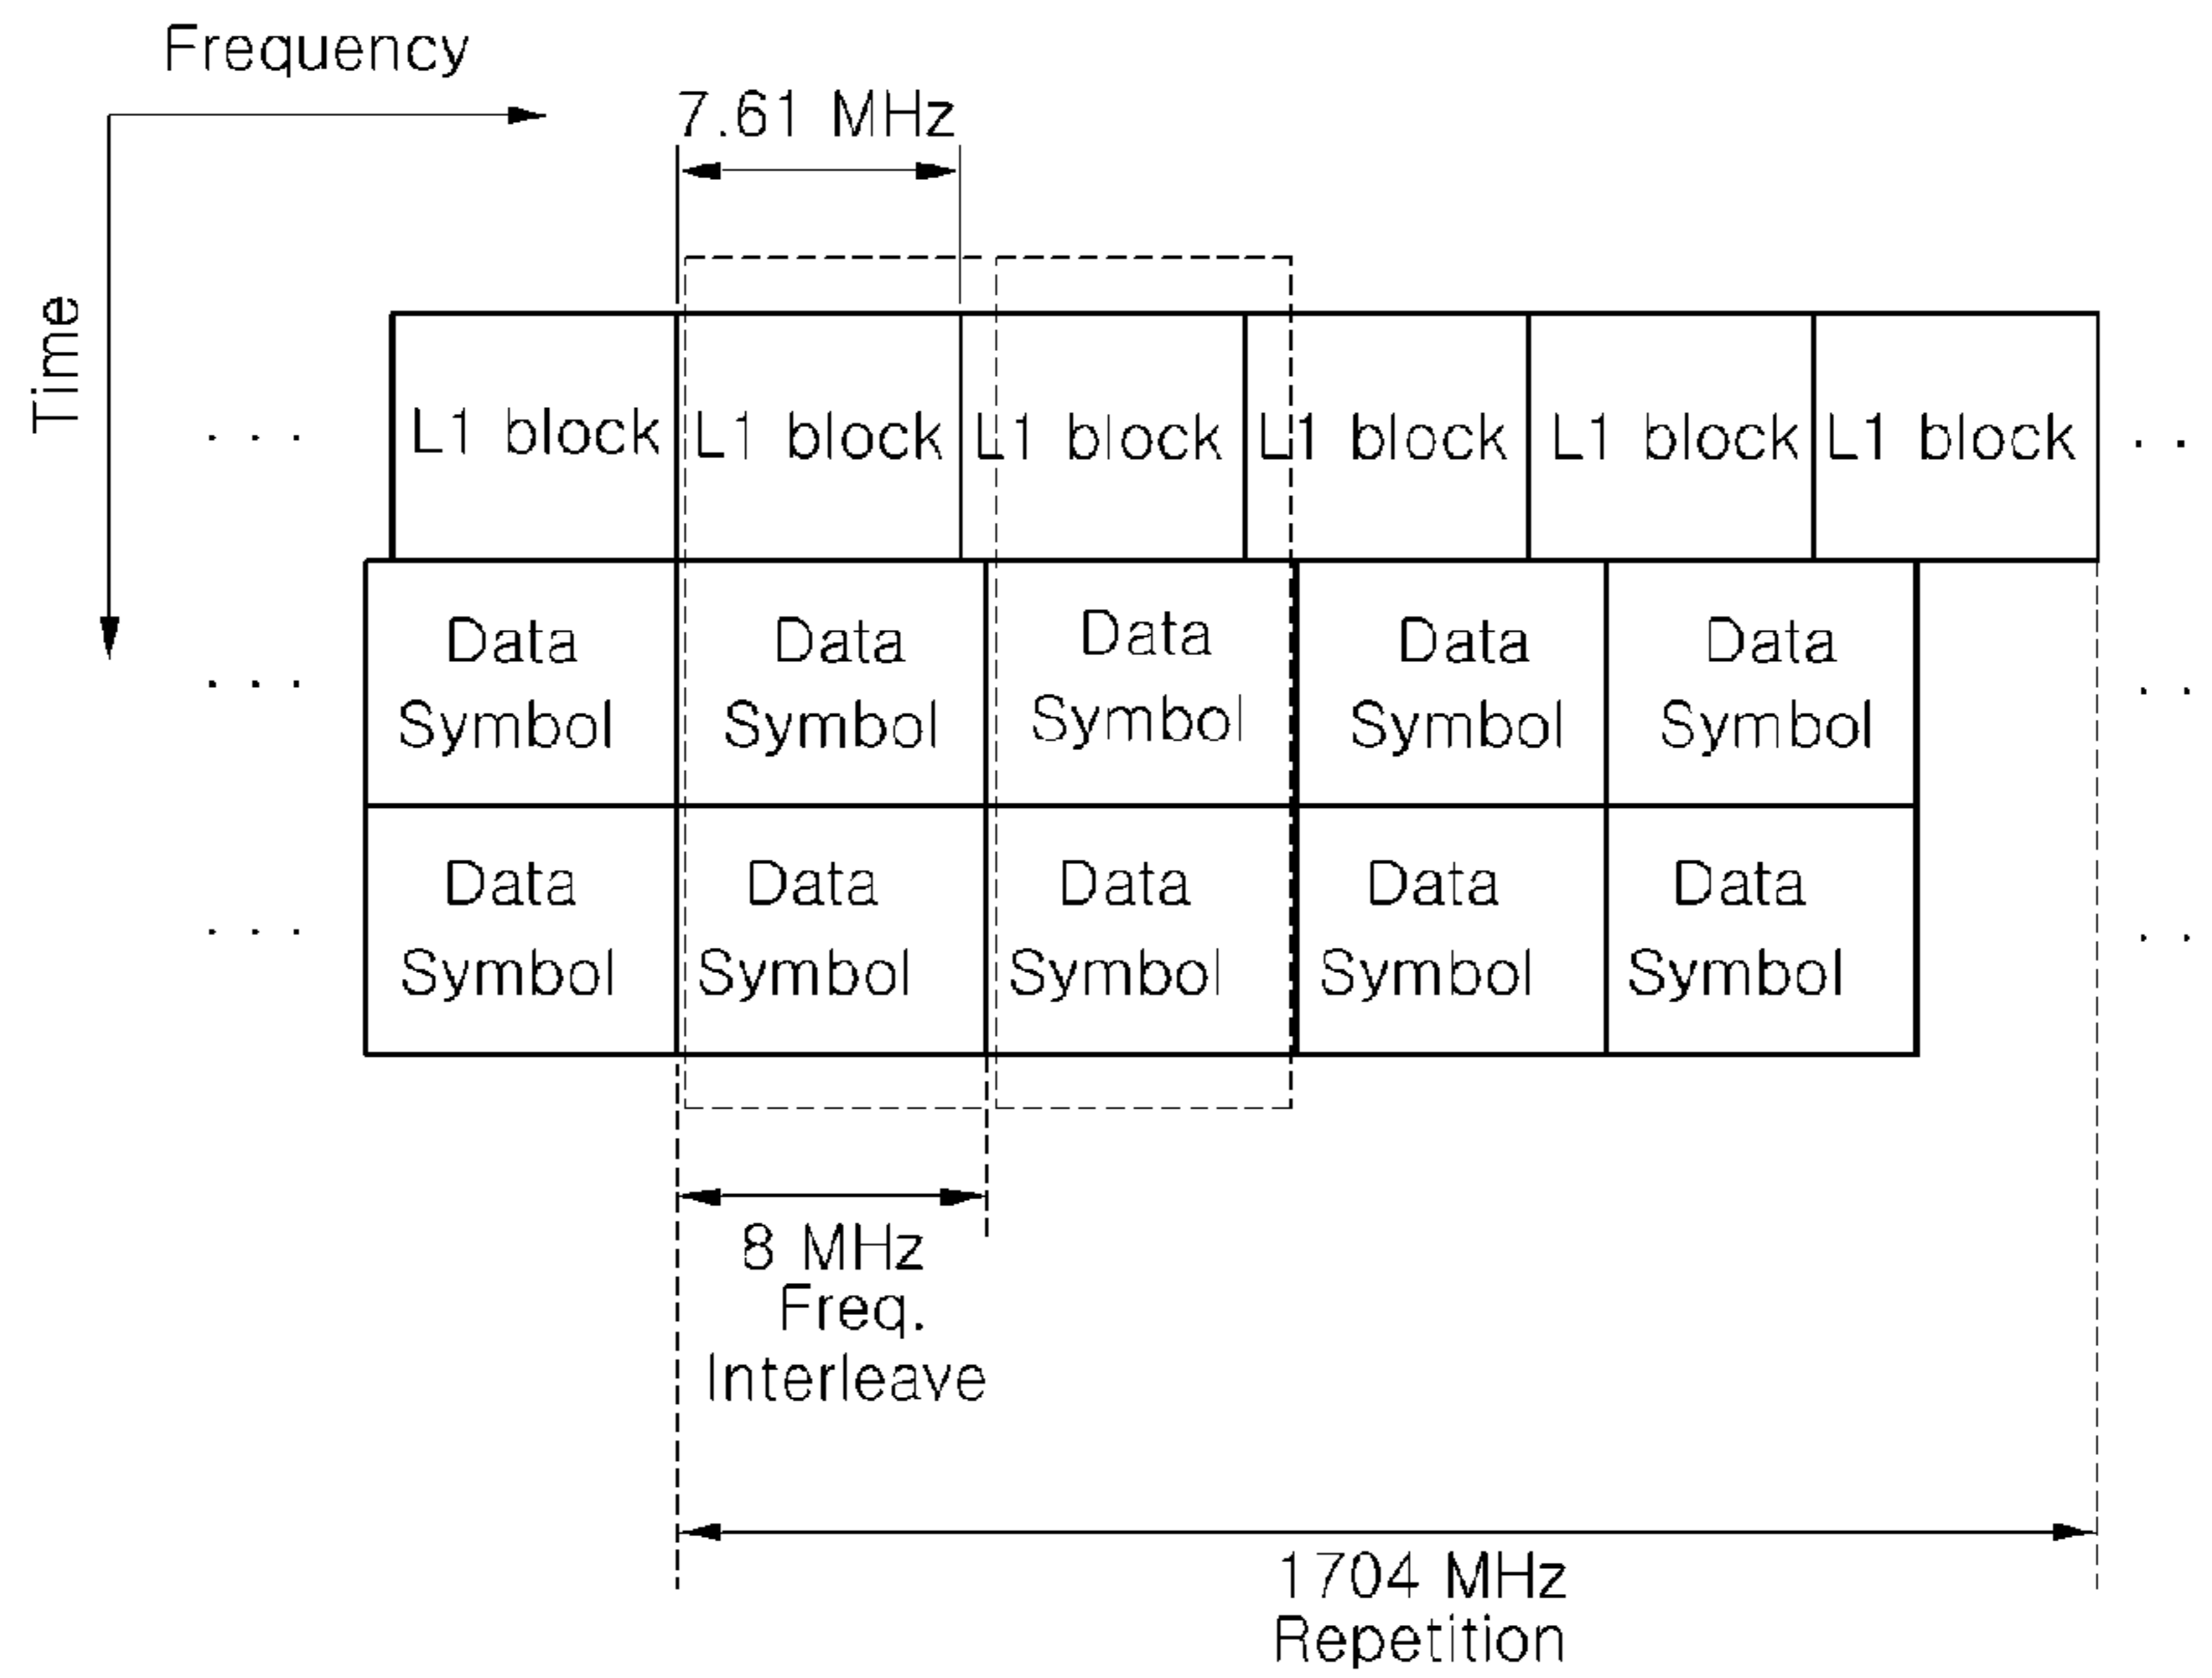 Frequency
7.61 MHz
Time
. . . L1 block L1 block L1 block L1 block L1 block L1 block . .
Data Data Data Data Data
. . . Symbol Symbol Symbol Symbol Symbol . .
Data Data Data Data Data
. . . Symbol Symbol Symbol Symbol Symbol . .
8 MHz
Freq.
Interleave
1704 MHz
Repetition